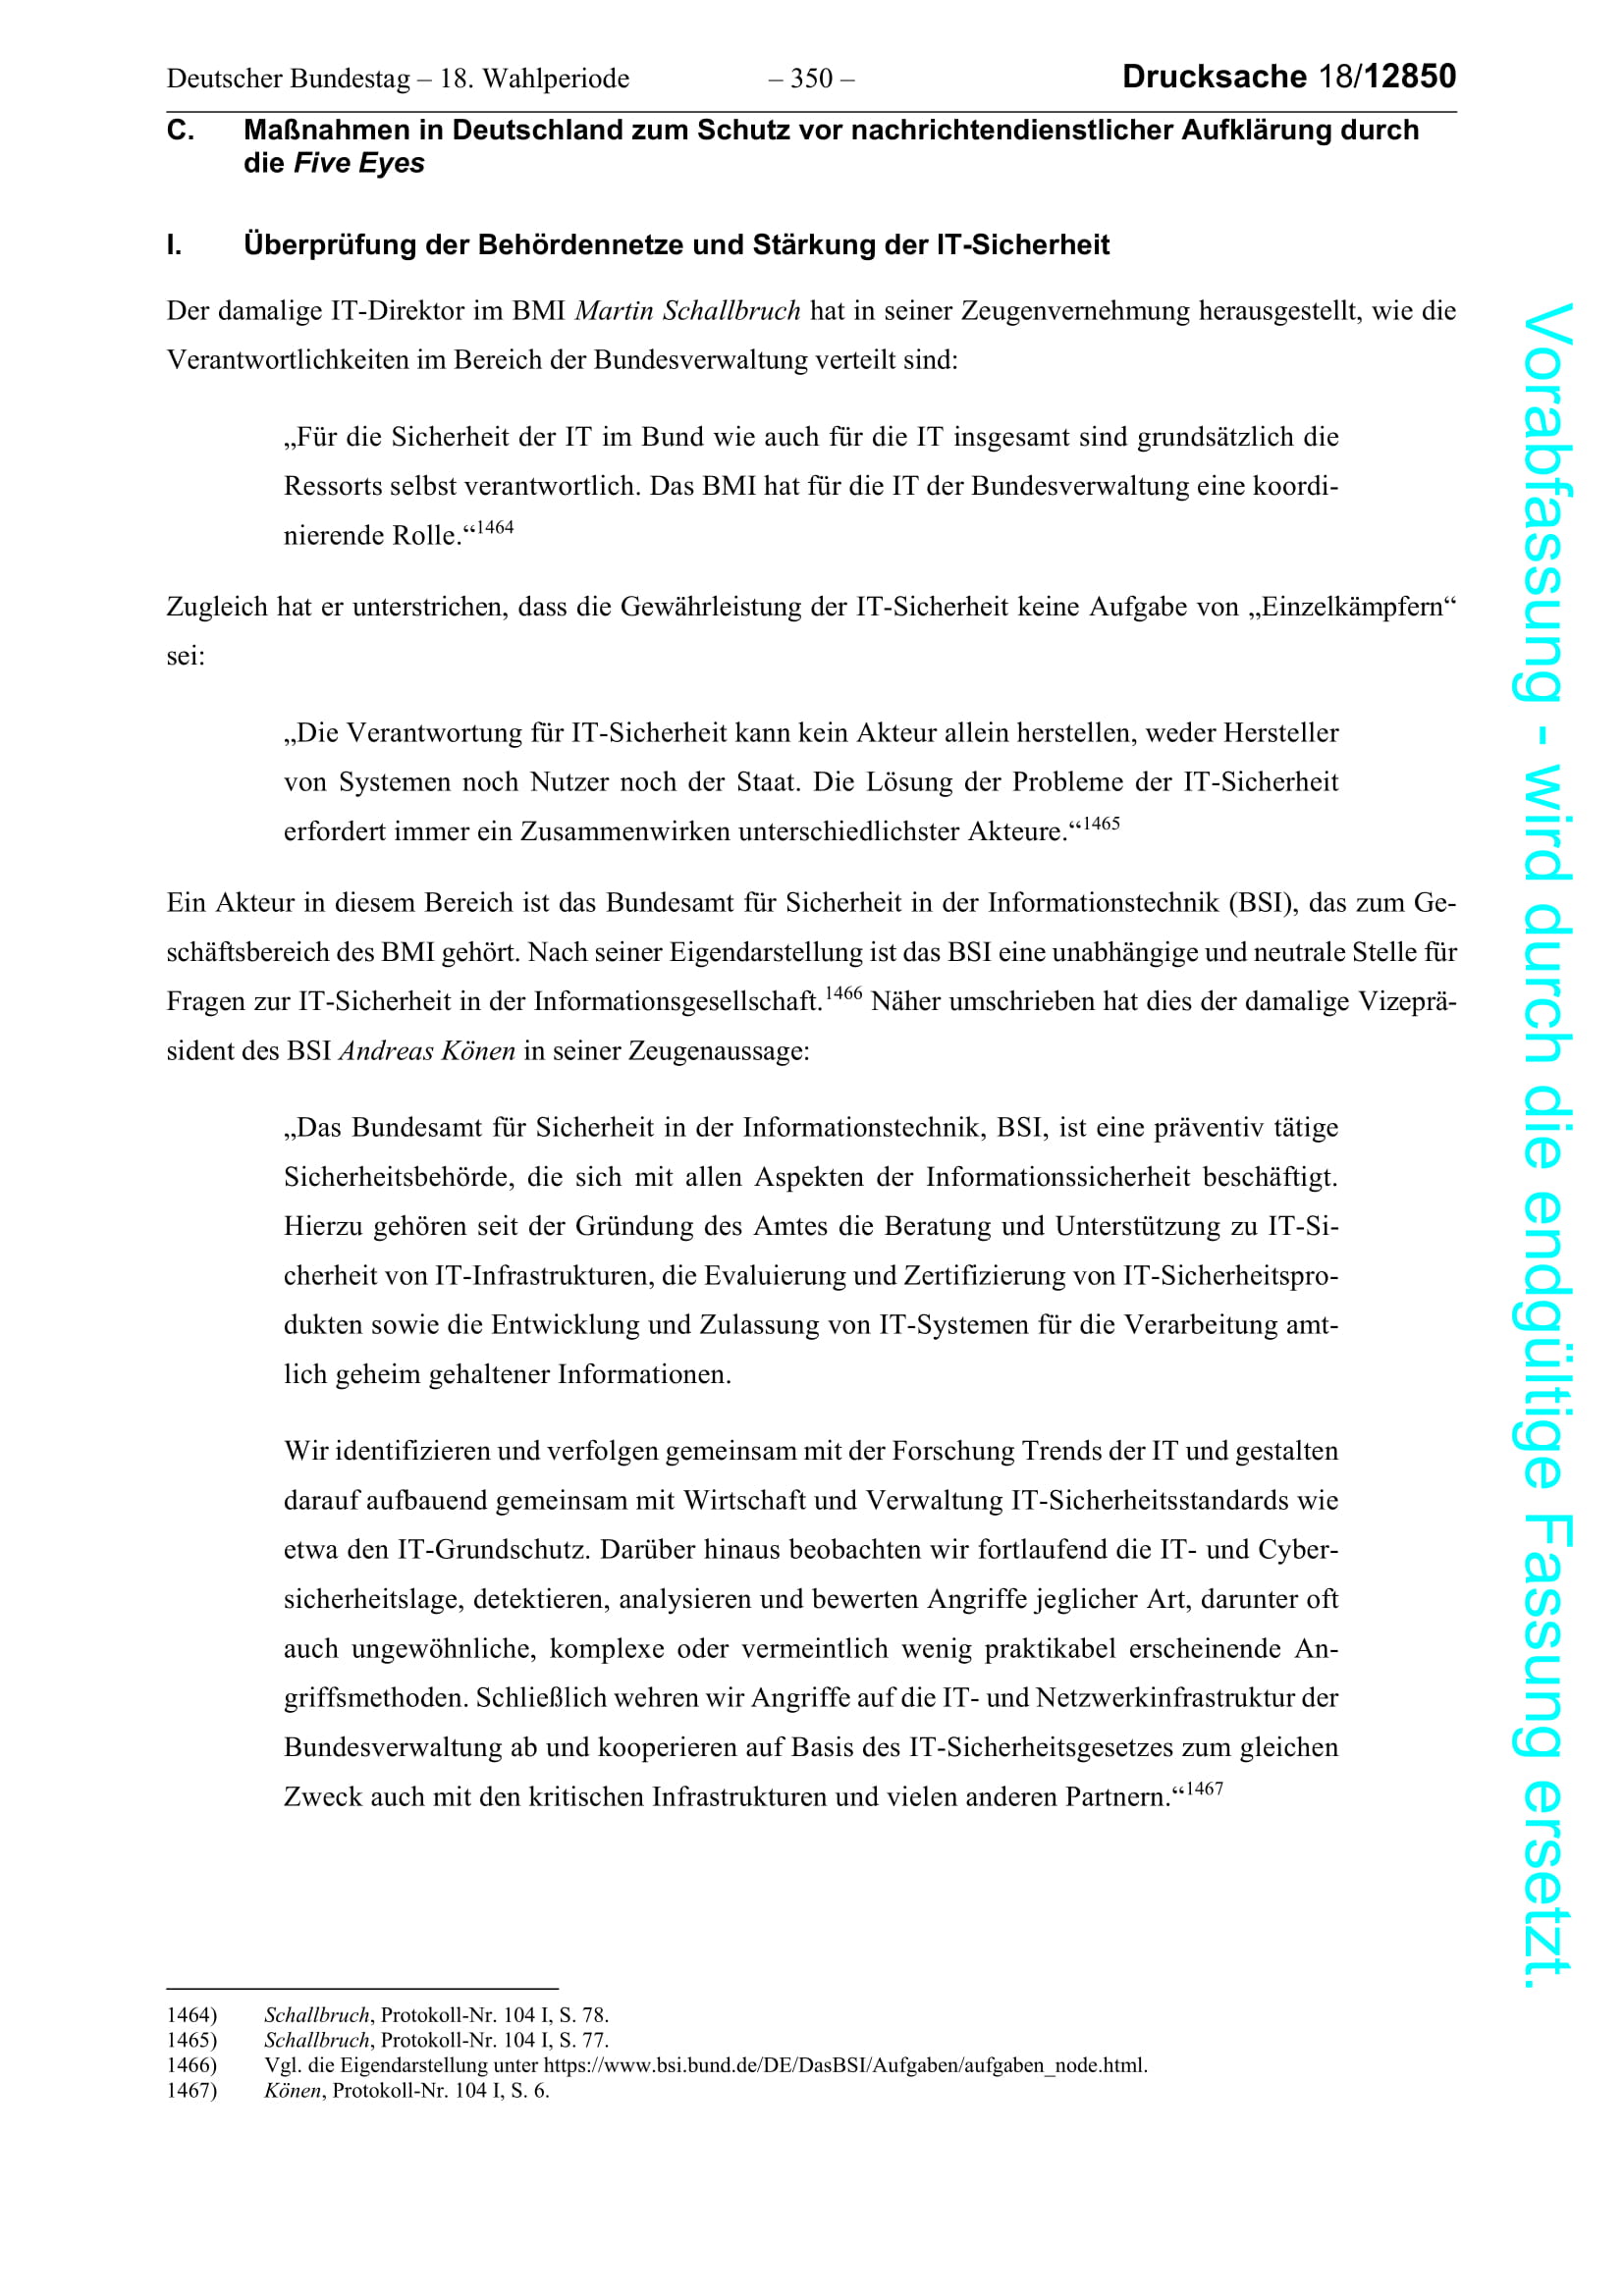 Deutscher Bundestag – 18. Wahlperiode – 350 – Drucksache 18/12850
C. Maßnahmen in Deutschland zum Schutz vor nachrichtendienstlicher Aufklärung durch
die Five Eyes
I. Überprüfung der Behördennetze und Stärkung der IT-Sicherheit
Der damalige IT-Direktor im BMI Martin Schallbruch hat in seiner Zeugenvernehmung herausgestellt, wie die
Verantwortlichkeiten im Bereich der Bundesverwaltung verteilt sind:
„Für die Sicherheit der IT im Bund wie auch für die IT insgesamt sind grundsätzlich die
Ressorts selbst verantwortlich. Das BMI hat für die IT der Bundesverwaltung eine koordi-
nierende Rolle.“1464
Zugleich hat er unterstrichen, dass die Gewährleistung der IT-Sicherheit keine Aufgabe von „Einzelkämpfern“
sei:
„Die Verantwortung für IT-Sicherheit kann kein Akteur allein herstellen, weder Hersteller
von Systemen noch Nutzer noch der Staat. Die Lösung der Probleme der IT-Sicherheit
erfordert immer ein Zusammenwirken unterschiedlichster Akteure.“1465
Ein Akteur in diesem Bereich ist das Bundesamt für Sicherheit in der Informationstechnik (BSI), das zum Ge-
schäftsbereich des BMI gehört. Nach seiner Eigendarstellung ist das BSI eine unabhängige und neutrale Stelle für
Fragen zur IT-Sicherheit in der Informationsgesellschaft.1466 Näher umschrieben hat dies der damalige Vizeprä-
sident des BSI Andreas Könen in seiner Zeugenaussage:
„Das Bundesamt für Sicherheit in der Informationstechnik, BSI, ist eine präventiv tätige
Sicherheitsbehörde, die sich mit allen Aspekten der Informationssicherheit beschäftigt.
Hierzu gehören seit der Gründung des Amtes die Beratung und Unterstützung zu IT-Si-
cherheit von IT-Infrastrukturen, die Evaluierung und Zertifizierung von IT-Sicherheitspro-
dukten sowie die Entwicklung und Zulassung von IT-Systemen für die Verarbeitung amt-
lich geheim gehaltener Informationen.
Wir identifizieren und verfolgen gemeinsam mit der Forschung Trends der IT und gestalten
darauf aufbauend gemeinsam mit Wirtschaft und Verwaltung IT-Sicherheitsstandards wie
etwa den IT-Grundschutz. Darüber hinaus beobachten wir fortlaufend die IT- und Cyber-
sicherheitslage, detektieren, analysieren und bewerten Angriffe jeglicher Art, darunter oft
auch ungewöhnliche, komplexe oder vermeintlich wenig praktikabel erscheinende An-
griffsmethoden. Schließlich wehren wir Angriffe auf die IT- und Netzwerkinfrastruktur der
Bundesverwaltung ab und kooperieren auf Basis des IT-Sicherheitsgesetzes zum gleichen
Zweck auch mit den kritischen Infrastrukturen und vielen anderen Partnern.“1467
1464) Schallbruch, Protokoll-Nr. 104 I, S. 78.
1465) Schallbruch, Protokoll-Nr. 104 I, S. 77.
1466) Vgl. die Eigendarstellung unter https://www.bsi.bund.de/DE/DasBSI/Aufgaben/aufgaben_node.html.
1467) Könen, Protokoll-Nr. 104 I, S. 6.
Vorabfassung - wird durch die endgültige Fassung ersetzt.